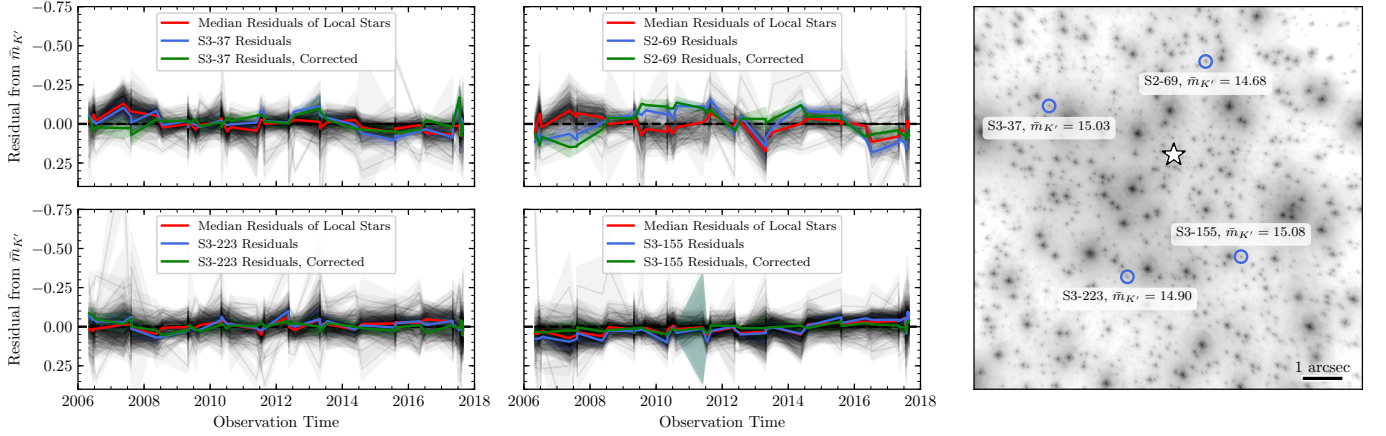 Residual from m̄K′
−0.75
−0.50
−0.25
0.00
0.25
Median Residuals of Local Stars
S3-37 Residuals
S3-37 Residuals, Corrected
Median Residuals of Local Stars
S2-69 Residuals
S2-69 Residuals, Corrected
Residual from m̄K′
−0.75
−0.50
−0.25
0.00
0.25
Median Residuals of Local Stars
S3-223 Residuals
S3-223 Residuals, Corrected
2006 2008 2010 2012 2014 2016 2018
Observation Time
Median Residuals of Local Stars
S3-155 Residuals
S3-155 Residuals, Corrected
2006 2008 2010 2012 2014 2016 2018
Observation Time
S2-69, m̄K′ = 14.68
S3-37, m̄K′ = 15.03
S3-155, m̄K′ = 15.08
S3-223, m̄K′ = 14.90
1 arcsec